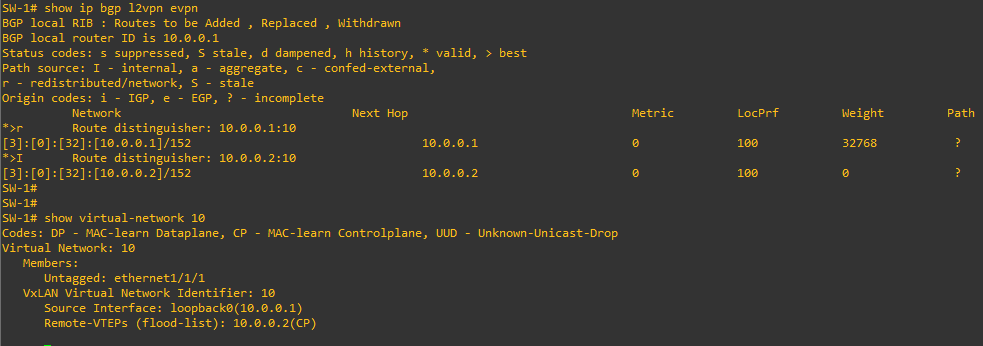 SW-1# show ip bgp l2vpn evpn
BGP local RIB : Routes to be Added , Replaced , Withdrawn
BGP local router ID is 10.0.0.1
Status codes: s suppressed, S stale, d dampened, h history, * valid, > best
Path source: I - internal, a - aggregate, c - confed-external,
r - redistributed/network, S - stale
Origin codes: i - IGP, e - EGP, ? - incomplete
Network Next Hop Metric LocPrf Weight Path
*>r Route distinguisher: 10.0.0.1:10
[3]:[0]:[32]:[10.0.0.1]/152 10.0.0.1 0 100 32768 ?
*>I Route distinguisher: 10.0.0.2:10
[3]:[0]:[32]:[10.0.0.2]/152 10.0.0.2 0 100 0 ?
SW-1#
SW-1#
SW-1# show virtual-network 10
Codes: DP - MAC-learn Dataplane, CP - MAC-learn Controlplane, UUD - Unknown-Unicast-Drop
Virtual Network: 10
Members:
Untagged: ethernet1/1/1
VxLAN Virtual Network Identifier: 10
Source Interface: loopback0(10.0.0.1)
Remote-VTEPs (flood-list): 10.0.0.2(CP)